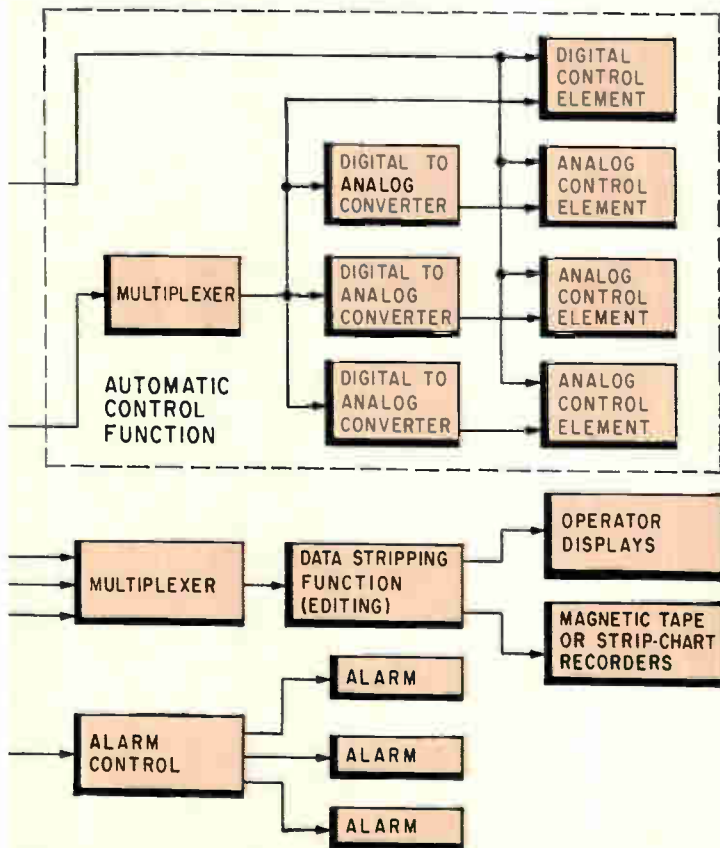 DIGITAL
CONTROL
ELEMENT
DIGITAL TO
ANALOG
CONVERTER
ANALOG
CONTROL
ELEMENT
MULTIPLEXER
DIGITAL TO
ANALOG
CONVERTER
ANALOG
CONTROL
ELEMENT
AUTOMATIC
CONTROL
FUNCTION
DIGITAL TO
ANALOG
CONVERTER
ANALOG
CONTROL
ELEMENT
MULTIPLEXER
DATA STRIPPING
FUNCTION
(EDITING)
OPERATOR
DISPLAYS
MAGNETIC TAPE
OR STRIP-CHART
RECORDERS
ALARM
CONTROL
ALARM
ALARM
ALARM